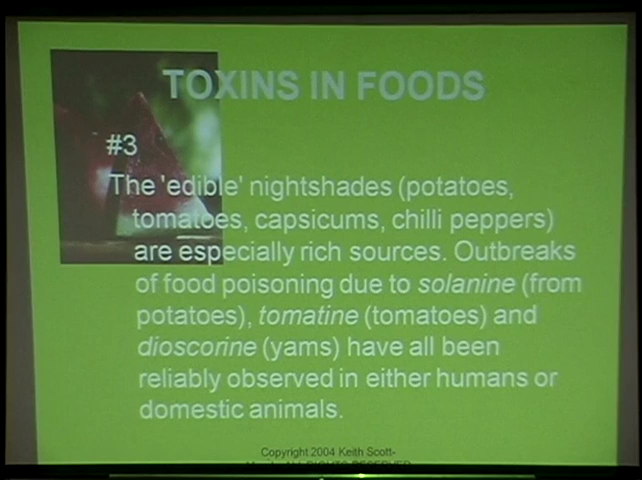 TOXINS IN FOODS
#3
The 'edible' nightshades (potatoes,
tomatoes, capsicums, chilli peppers)
are especially rich sources. Outbreaks
of food poisoning due to solanine (from
potatoes), tomatine (tomatoes) and
dioscorine (yams) have all been
reliably observed in either humans or
domestic animals.
Copyright 2004 Keith Scott-
RIGHTS RESERVED